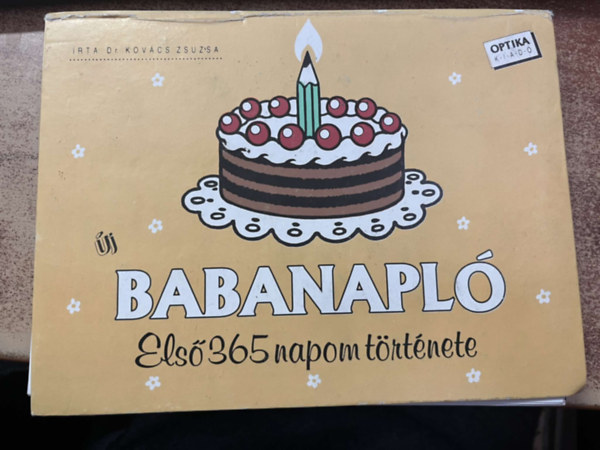 ÍRTA Dr KOVÁCS ZSUZSA
OPTIKA
KIADÓ
Új
BABANAPLÓ
Első 365 napom története